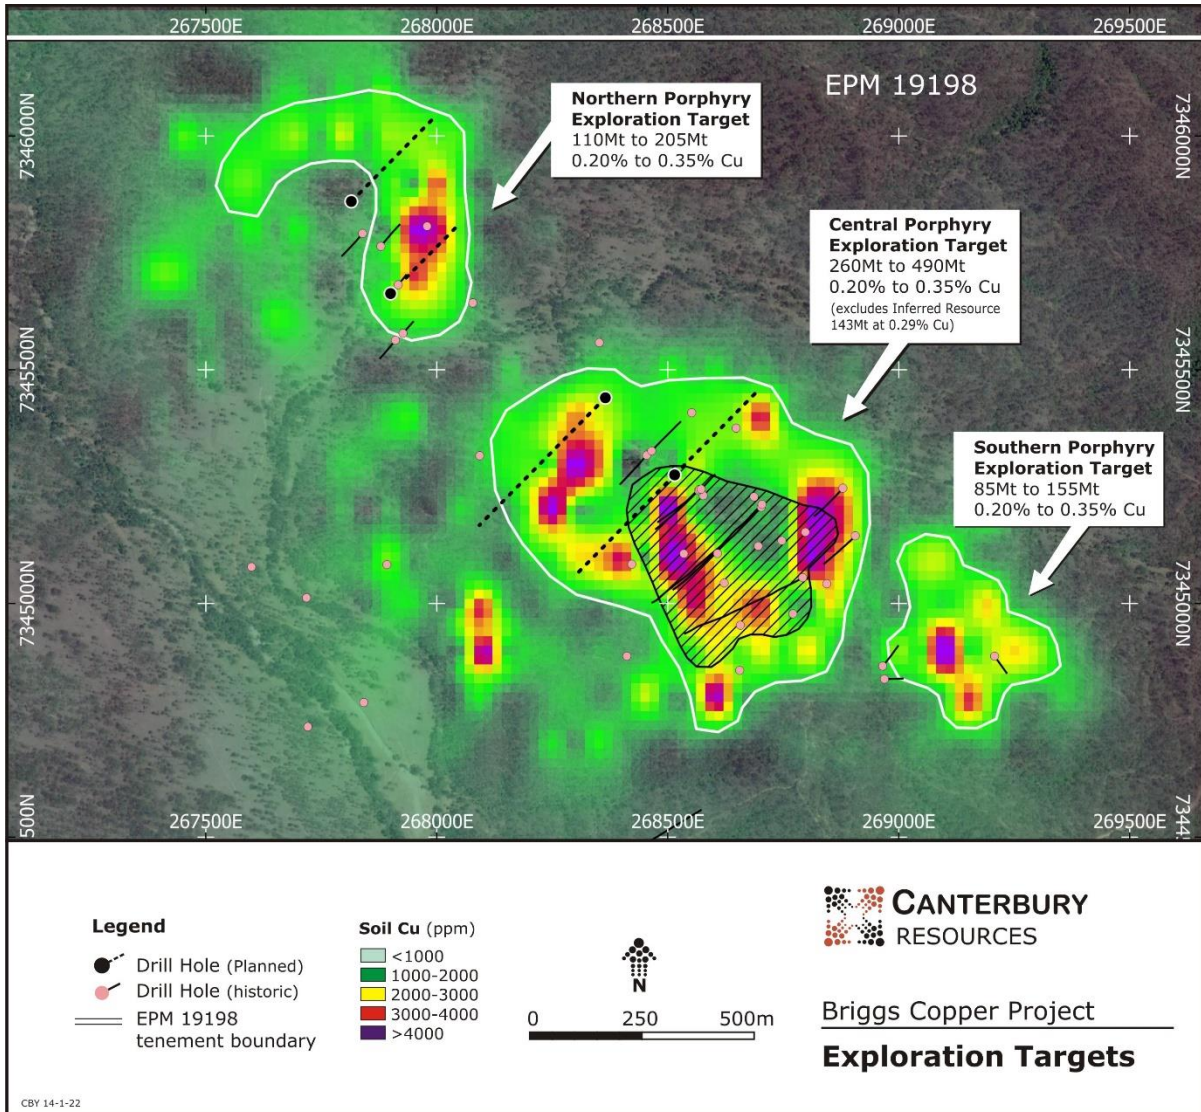 267500E 268000E 268500E 269000E 269500E
EPM 19198
7346000N
7346000N
Northern Porphyry
Exploration Target
110Mt to 205Mt
0.20% to 0.35% Cu
Central Porphyry
Exploration Target
260Mt to 490Mt
0.20% to 0.35% Cu
(excludes Inferred Resource
143Mt at 0.29% Cu)
7345500N
7345500N
Southern Porphyry
Exploration Target
85Mt to 155Mt
0.20% to 0.35% Cu
7345000N
7345000N
500N
7344
267500E 268000E 268500E 269000E 269500E
Legend
Drill Hole (Planned)
Drill Hole (historic)
EPM 19198
tenement boundary
Soil Cu (ppm)
<1000
1000-2000
2000-3000
3000-4000
>4000
N
0 250 500m
CANTERBURY
RESOURCES
Briggs Copper Project
Exploration Targets
CBY 14-1-22